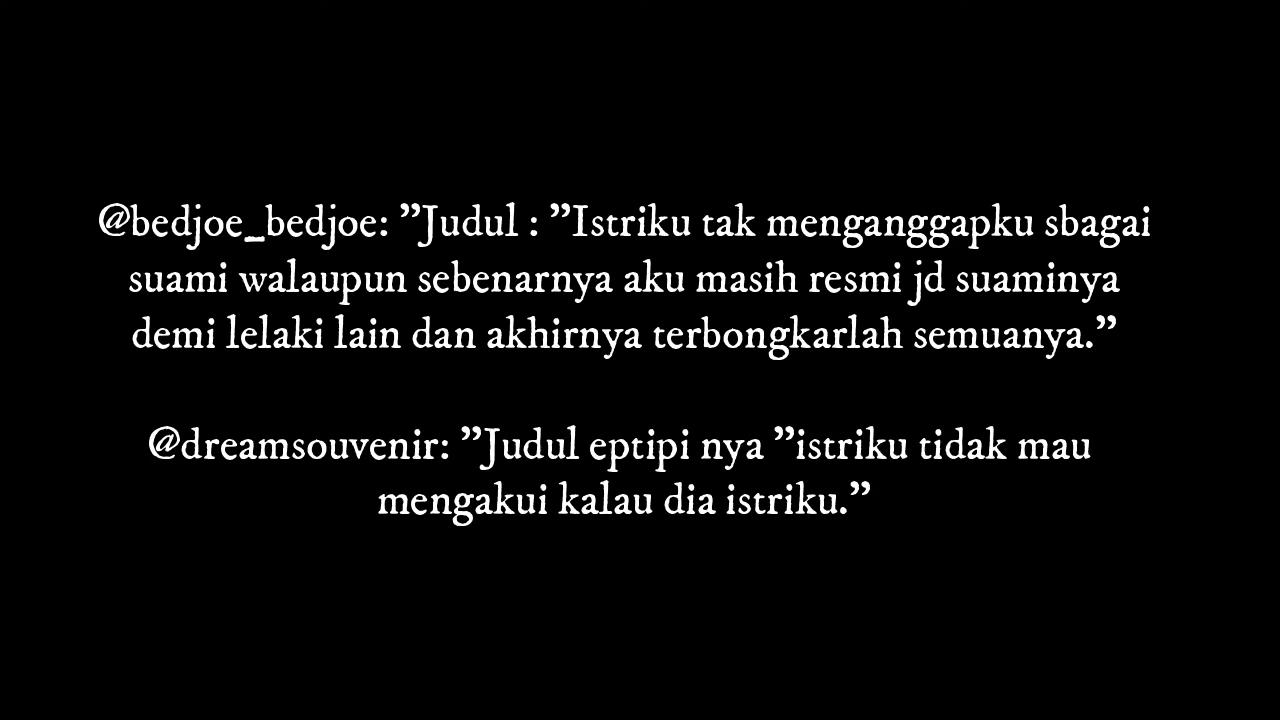 @bedjoe_bedjoe: ”Judul : ”Istriku tak menganggapku sbagai
suami walaupun sebenarnya aku masih resmi jd suaminya
demi lelaki lain dan akhirnya terbongkarlah semuanya.”
@dreamsouvenir: ”Judul eptipi nya ”istriku tidak mau
mengakui kalau dia istriku.”